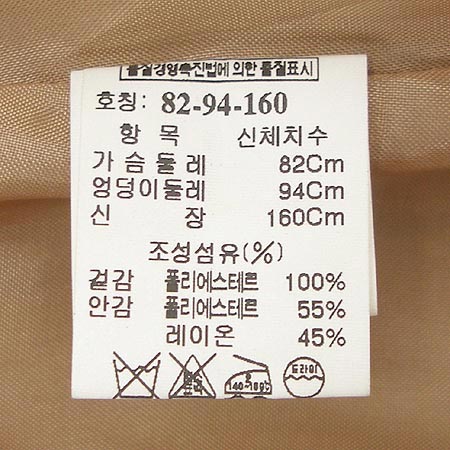 품질경영촉진법에 의한 품질표시
호칭: 82-94-160
항 목 신체치수
가슴둘레 82Cm
엉덩이둘레 94Cm
신 장 160Cm
조성섬유(%)
겉감 폴리에스테르 100%
안감 폴리에스테르 55%
레이온 45%
드라이